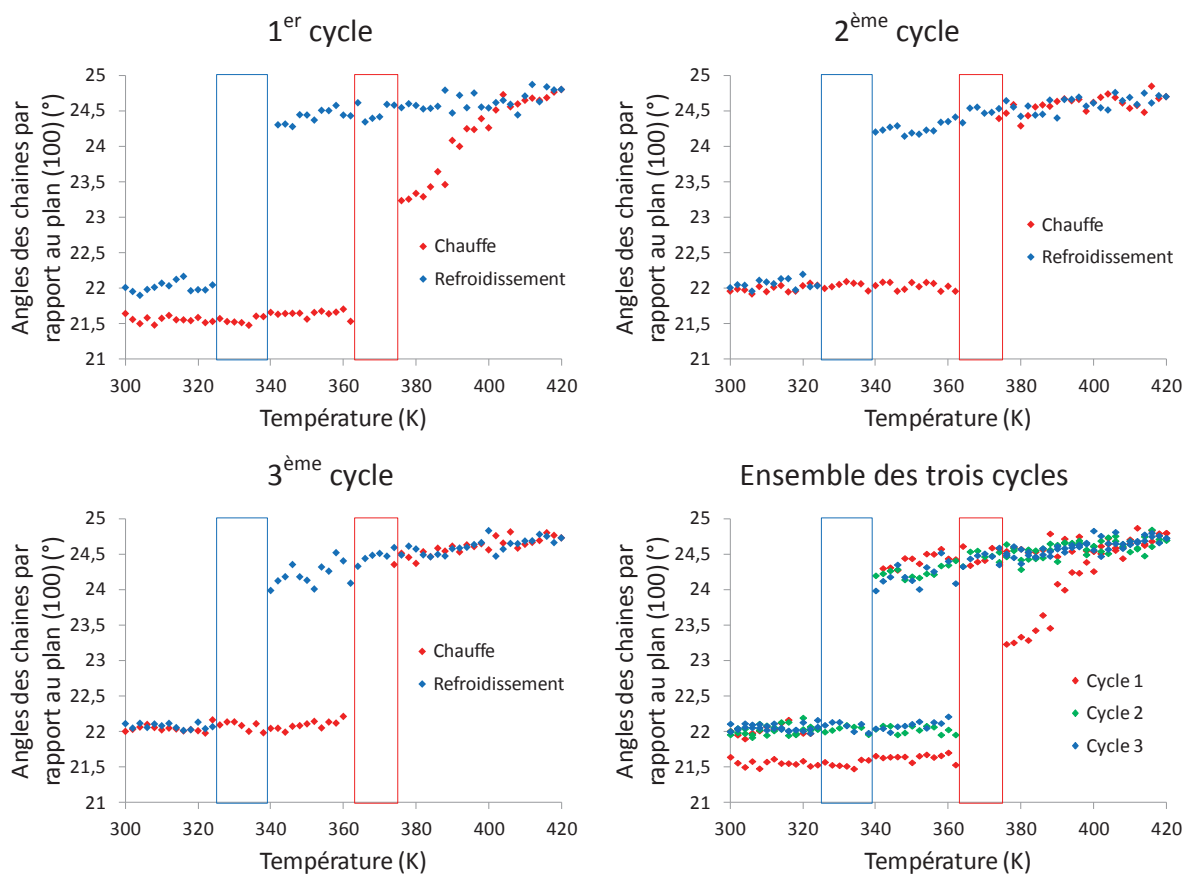 1er cycle
Angles des chaines par
rapport au plan (100) (°)
25
24,5
24
23,5
23
22,5
22
21,5
21
Chauffe
Refroidissement
300 320 340 360 380 400 420
Température (K)
2ème cycle
Angles des chaines par
rapport au plan (100) (°)
25
24,5
24
23,5
23
22,5
22
21,5
21
Chauffe
Refroidissement
300 320 340 360 380 400 420
Température (K)
3ème cycle
Angles des chaines par
rapport au plan (100) (°)
25
24,5
24
23,5
23
22,5
22
21,5
21
Chauffe
Refroidissement
300 320 340 360 380 400 420
Température (K)
Ensemble des trois cycles
Angles des chaines par
rapport au plan (100) (°)
25
24,5
24
23,5
23
22,5
22
21,5
21
Cycle 1
Cycle 2
Cycle 3
300 320 340 360 380 400 420
Température (K)